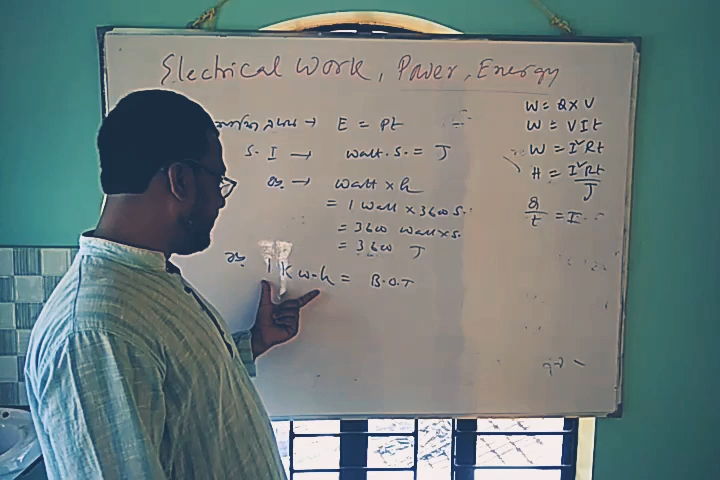 Electrical Work, Power, Energy
→ E = Pt
S. I → Watt. S. = J
→ Watt × h
= 1 Watt × 3600 S.
= 3600 Watt×s.
= 3600 J
1 K w-h = B.O.T
W = Q × V
W = V I t
W = I²Rt
H = I²Rt / J
Q / t = I